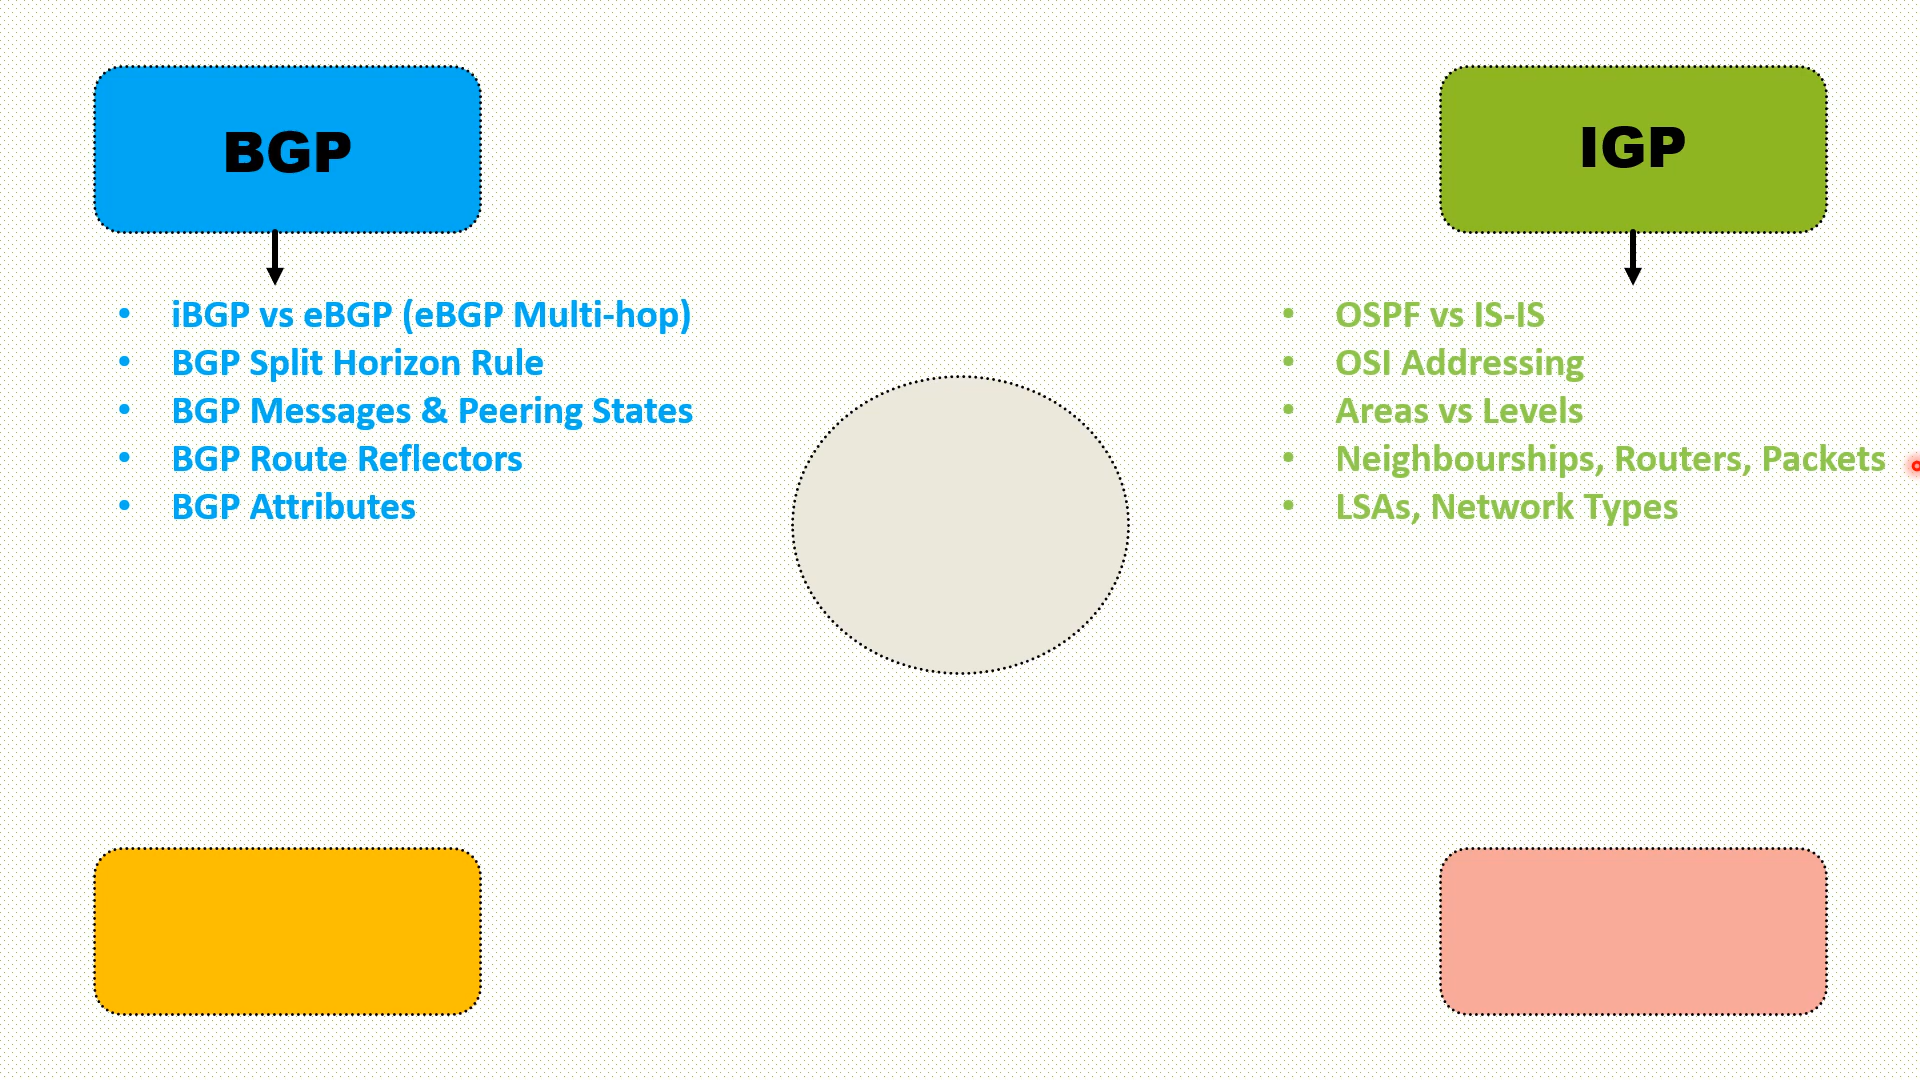 BGP
• iBGP vs eBGP (eBGP Multi-hop)
• BGP Split Horizon Rule
• BGP Messages & Peering States
• BGP Route Reflectors
• BGP Attributes
IGP
• OSPF vs IS-IS
• OSI Addressing
• Areas vs Levels
• Neighbourships, Routers, Packets
• LSAs, Network Types